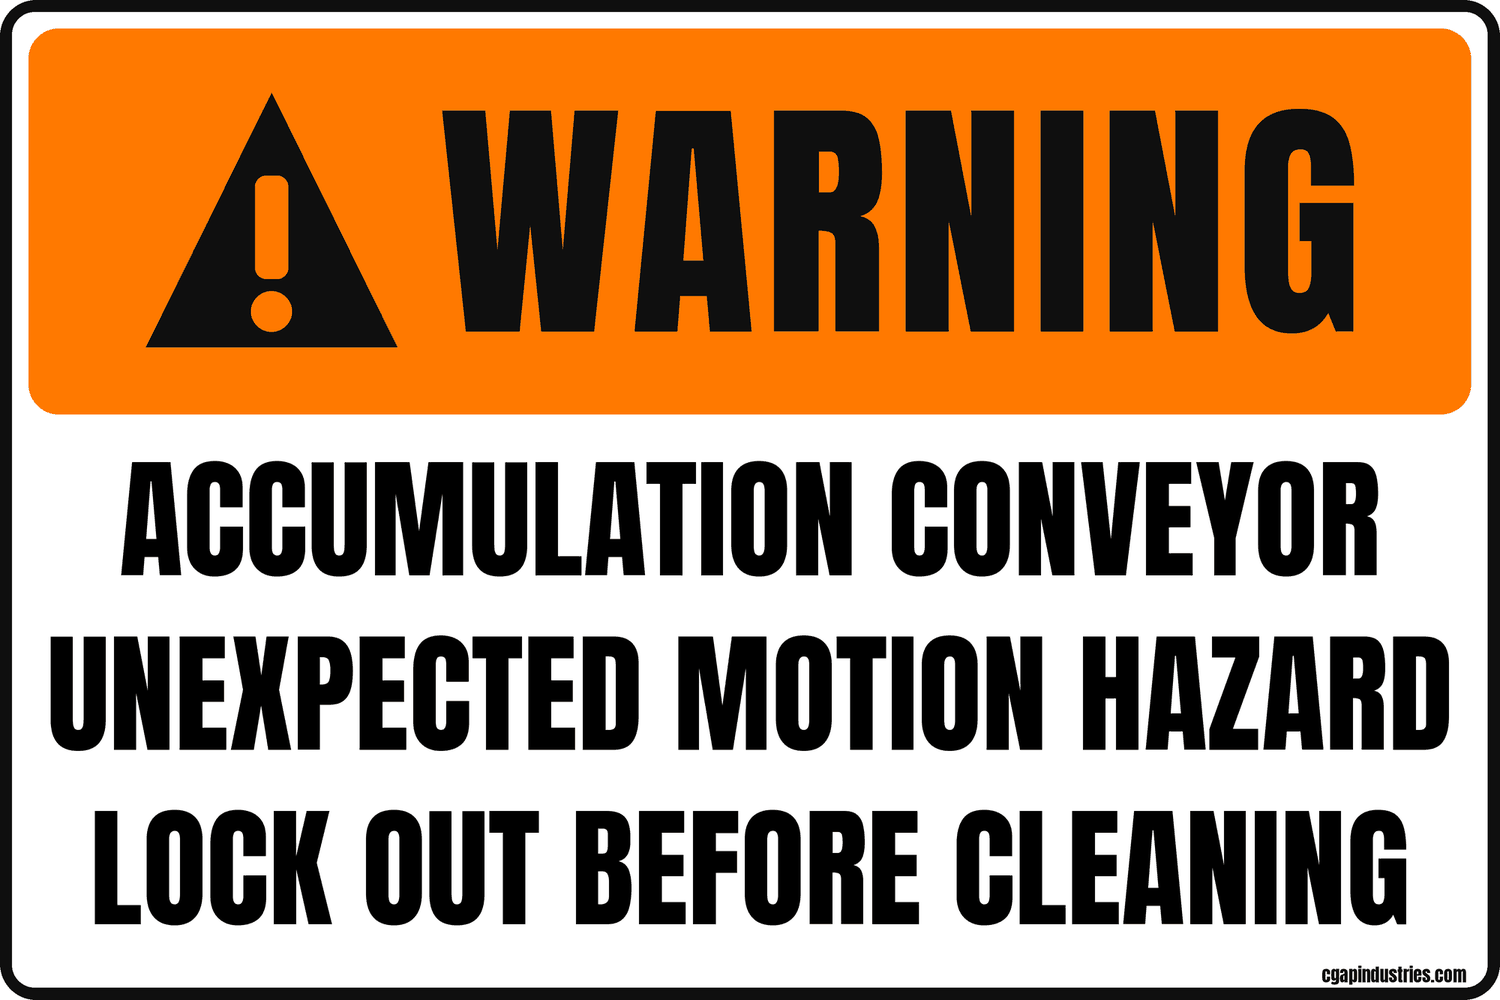 WARNING
ACCUMULATION CONVEYOR
UNEXPECTED MOTION HAZARD
LOCK OUT BEFORE CLEANING
cgapindustries.com